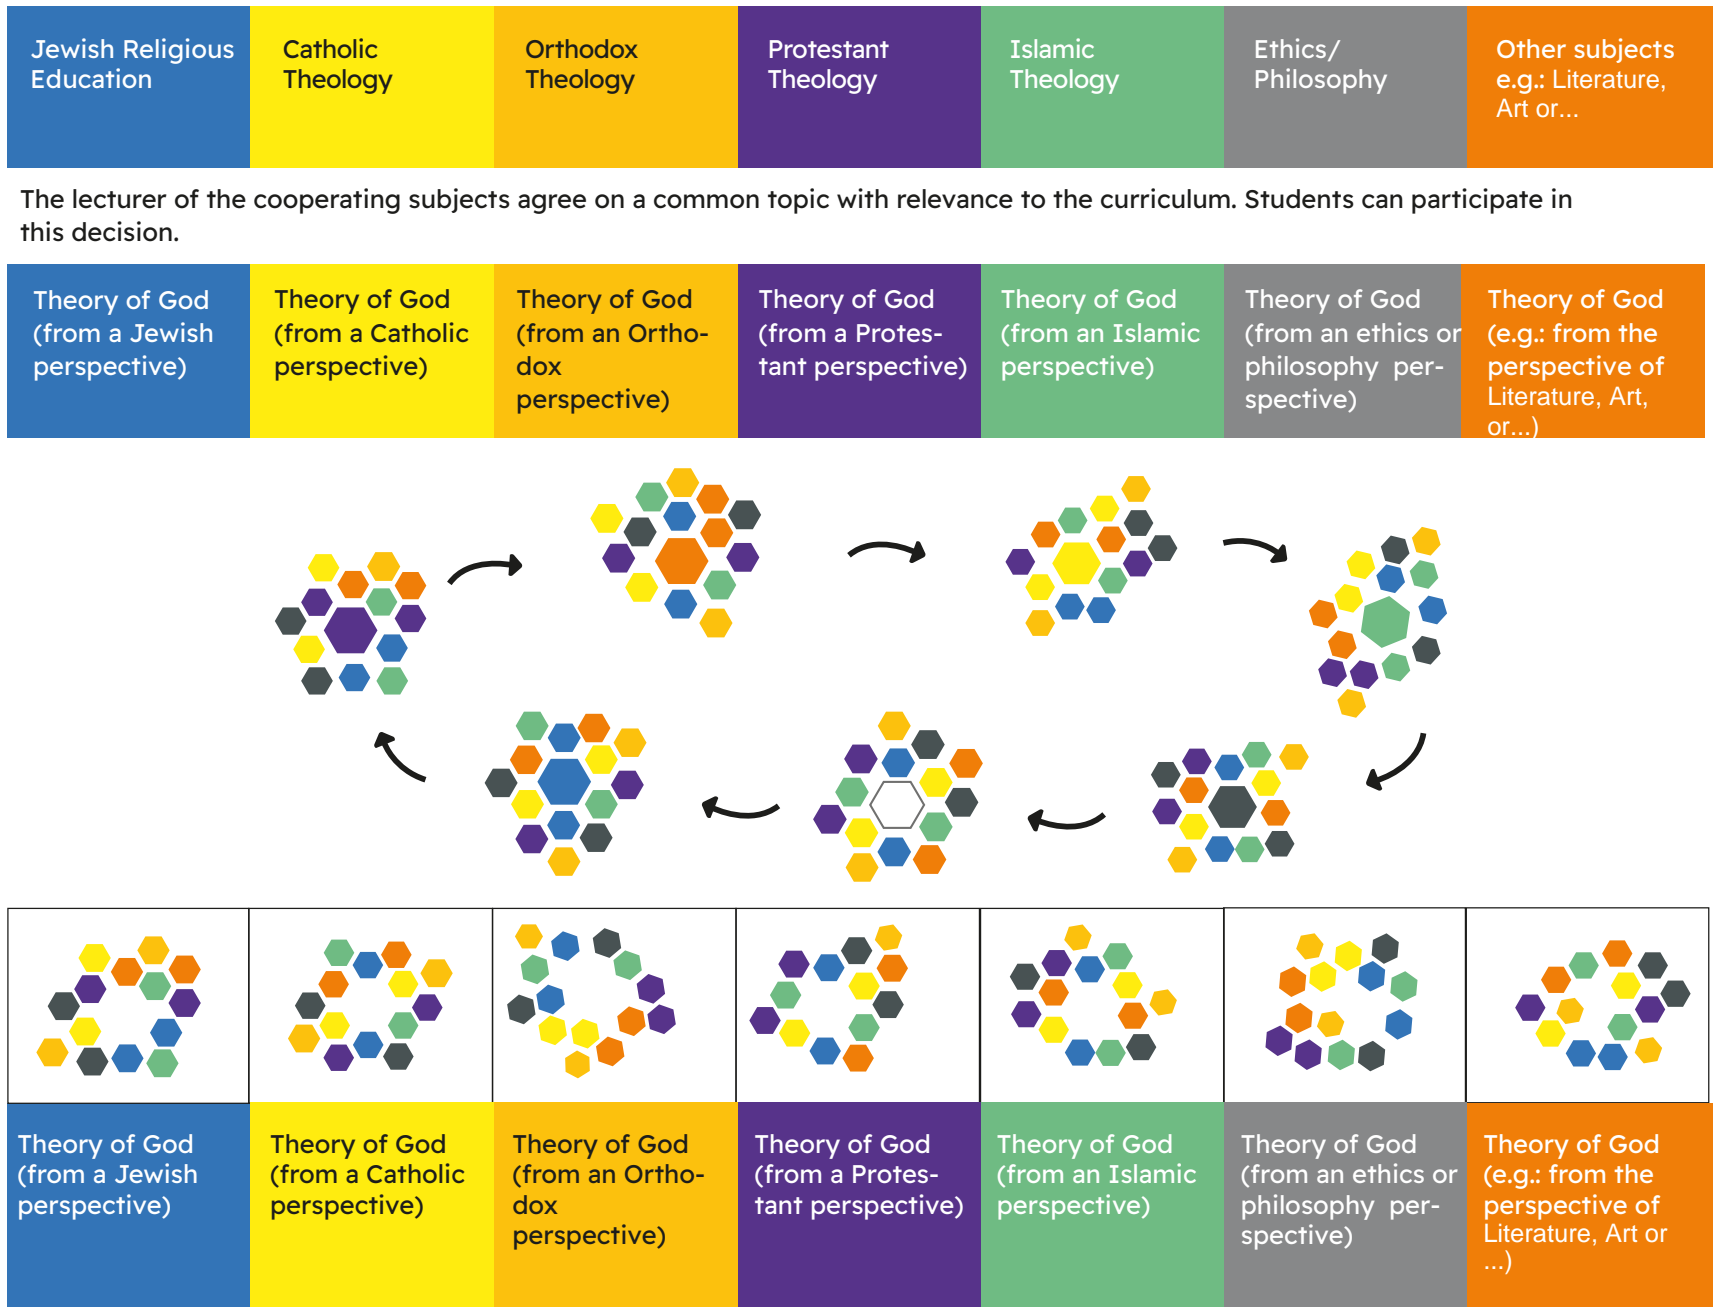 Jewish Religious
Education
Catholic
Theology
Orthodox
Theology
Protestant
Theology
Islamic
Theology
Ethics/
Philosophy
Other subjects
e.g.: Literature,
Art or...
The lecturer of the cooperating subjects agree on a common topic with relevance to the curriculum. Students can participate in
this decision.
Theory of God
(from a Jewish
perspective)
Theory of God
(from a Catholic
perspective)
Theory of God
(from an Ortho-
dox
perspective)
Theory of God
(from a Protes-
tant perspective)
Theory of God
(from an Islamic
perspective)
Theory of God
(from an ethics or
philosophy per-
spective)
Theory of God
(e.g.: from the
perspective of
Literature, Art,
or...)
Theory of God
(from a Jewish
perspective)
Theory of God
(from a Catholic
perspective)
Theory of God
(from an Ortho-
dox
perspective)
Theory of God
(from a Protes-
tant perspective)
Theory of God
(from an Islamic
perspective)
Theory of God
(from an ethics or
philosophy per-
spective)
Theory of God
(e.g.: from the
perspective of
Literature, Art or
...)